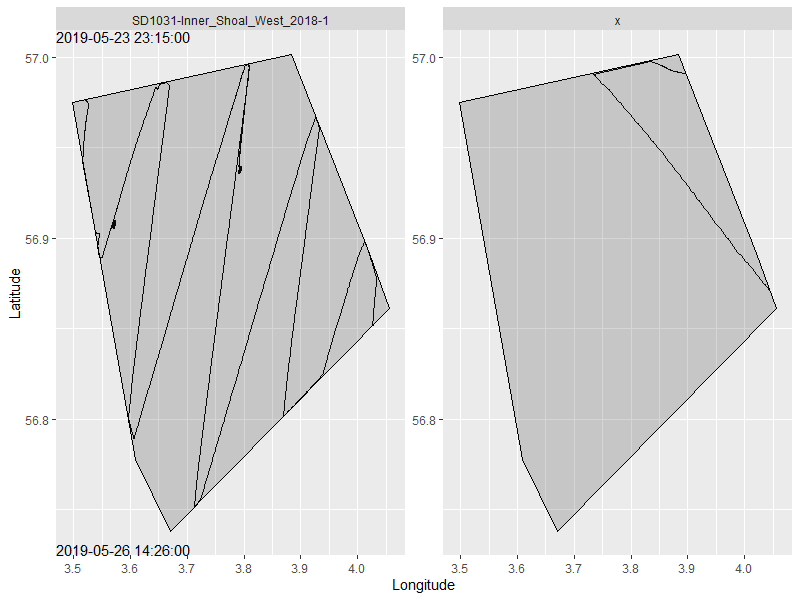 SD1031-Inner_Shoal_West_2018-1
x
2019-05-23 23:15:00
57.0
56.9
56.8
57.0
56.9
56.8
Latitude
2019-05-26 14:26:00
3.5 3.6 3.7 3.8 3.9 4.0
3.5 3.6 3.7 3.8 3.9 4.0
Longitude